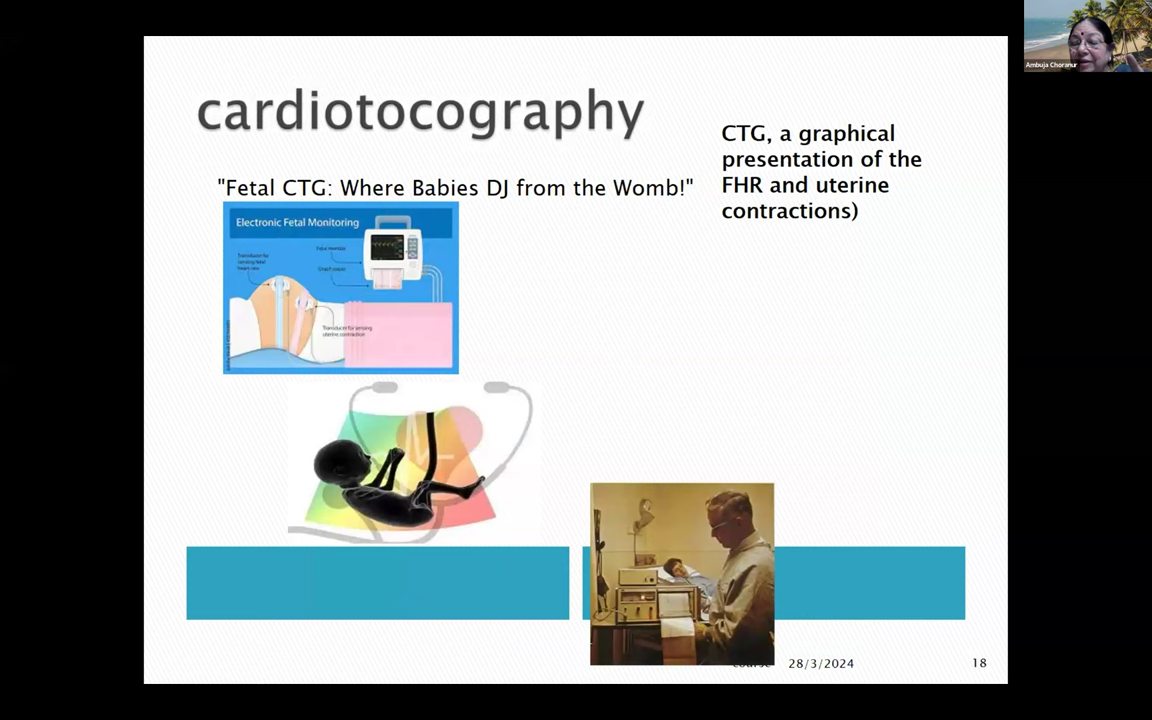 cardiotocography
"Fetal CTG: Where Babies DJ from the Womb!"
CTG, a graphical
presentation of the
FHR and uterine
contractions)
Electronic Fetal Monitoring
Transducer for
sensing fetal
heart rate
Fetal monitor
Graph paper
Transducer for sensing
uterine contraction
course
28/3/2024
18
Ambuja Choranur